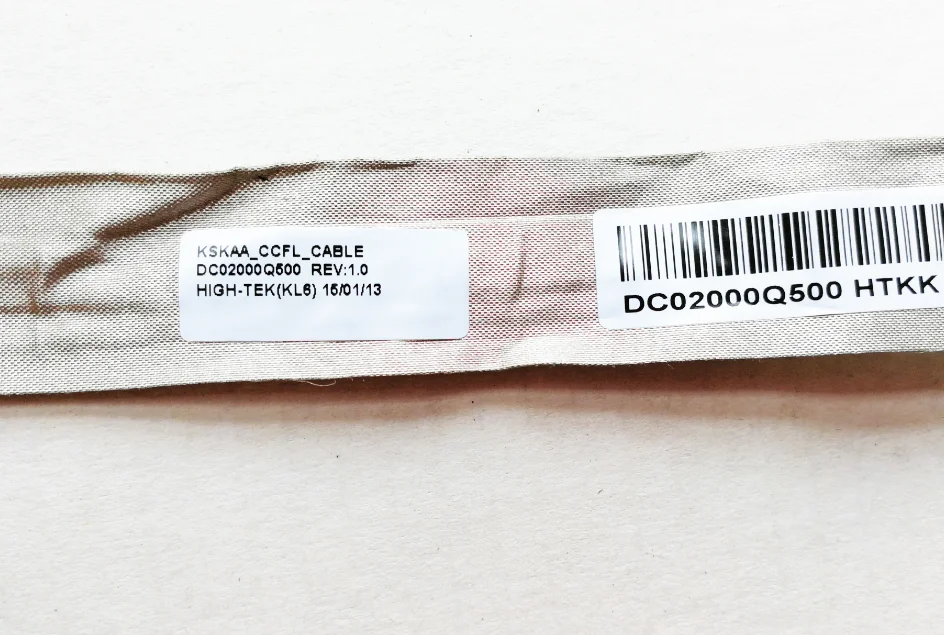 KSKAA_CCFL_CABLE
DC02000Q500 REV:1.0
HIGH-TEK(KL6) 15/01/13
DC02000Q500 HTKK